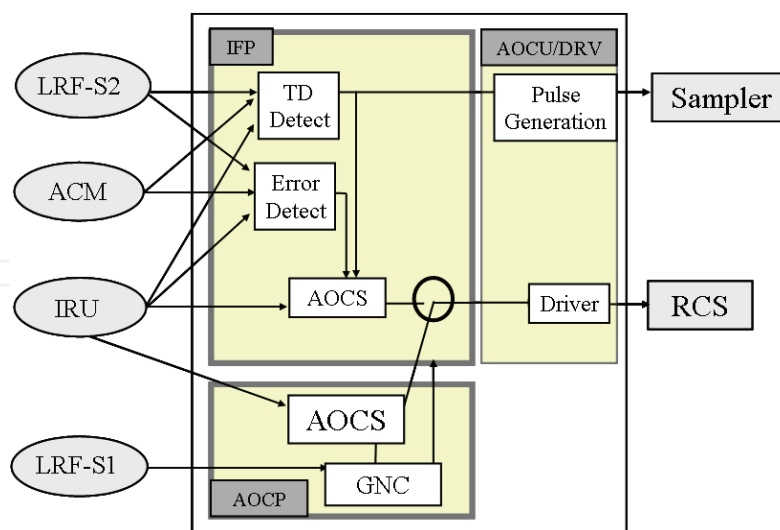 IFP
AOCU/DRV
LRF-S2
TD
Detect
Pulse
Generation
Sampler
ACM
Error
Detect
IRU
AOCS
Driver
RCS
AOCS
LRF-S1
GNC
AOCP